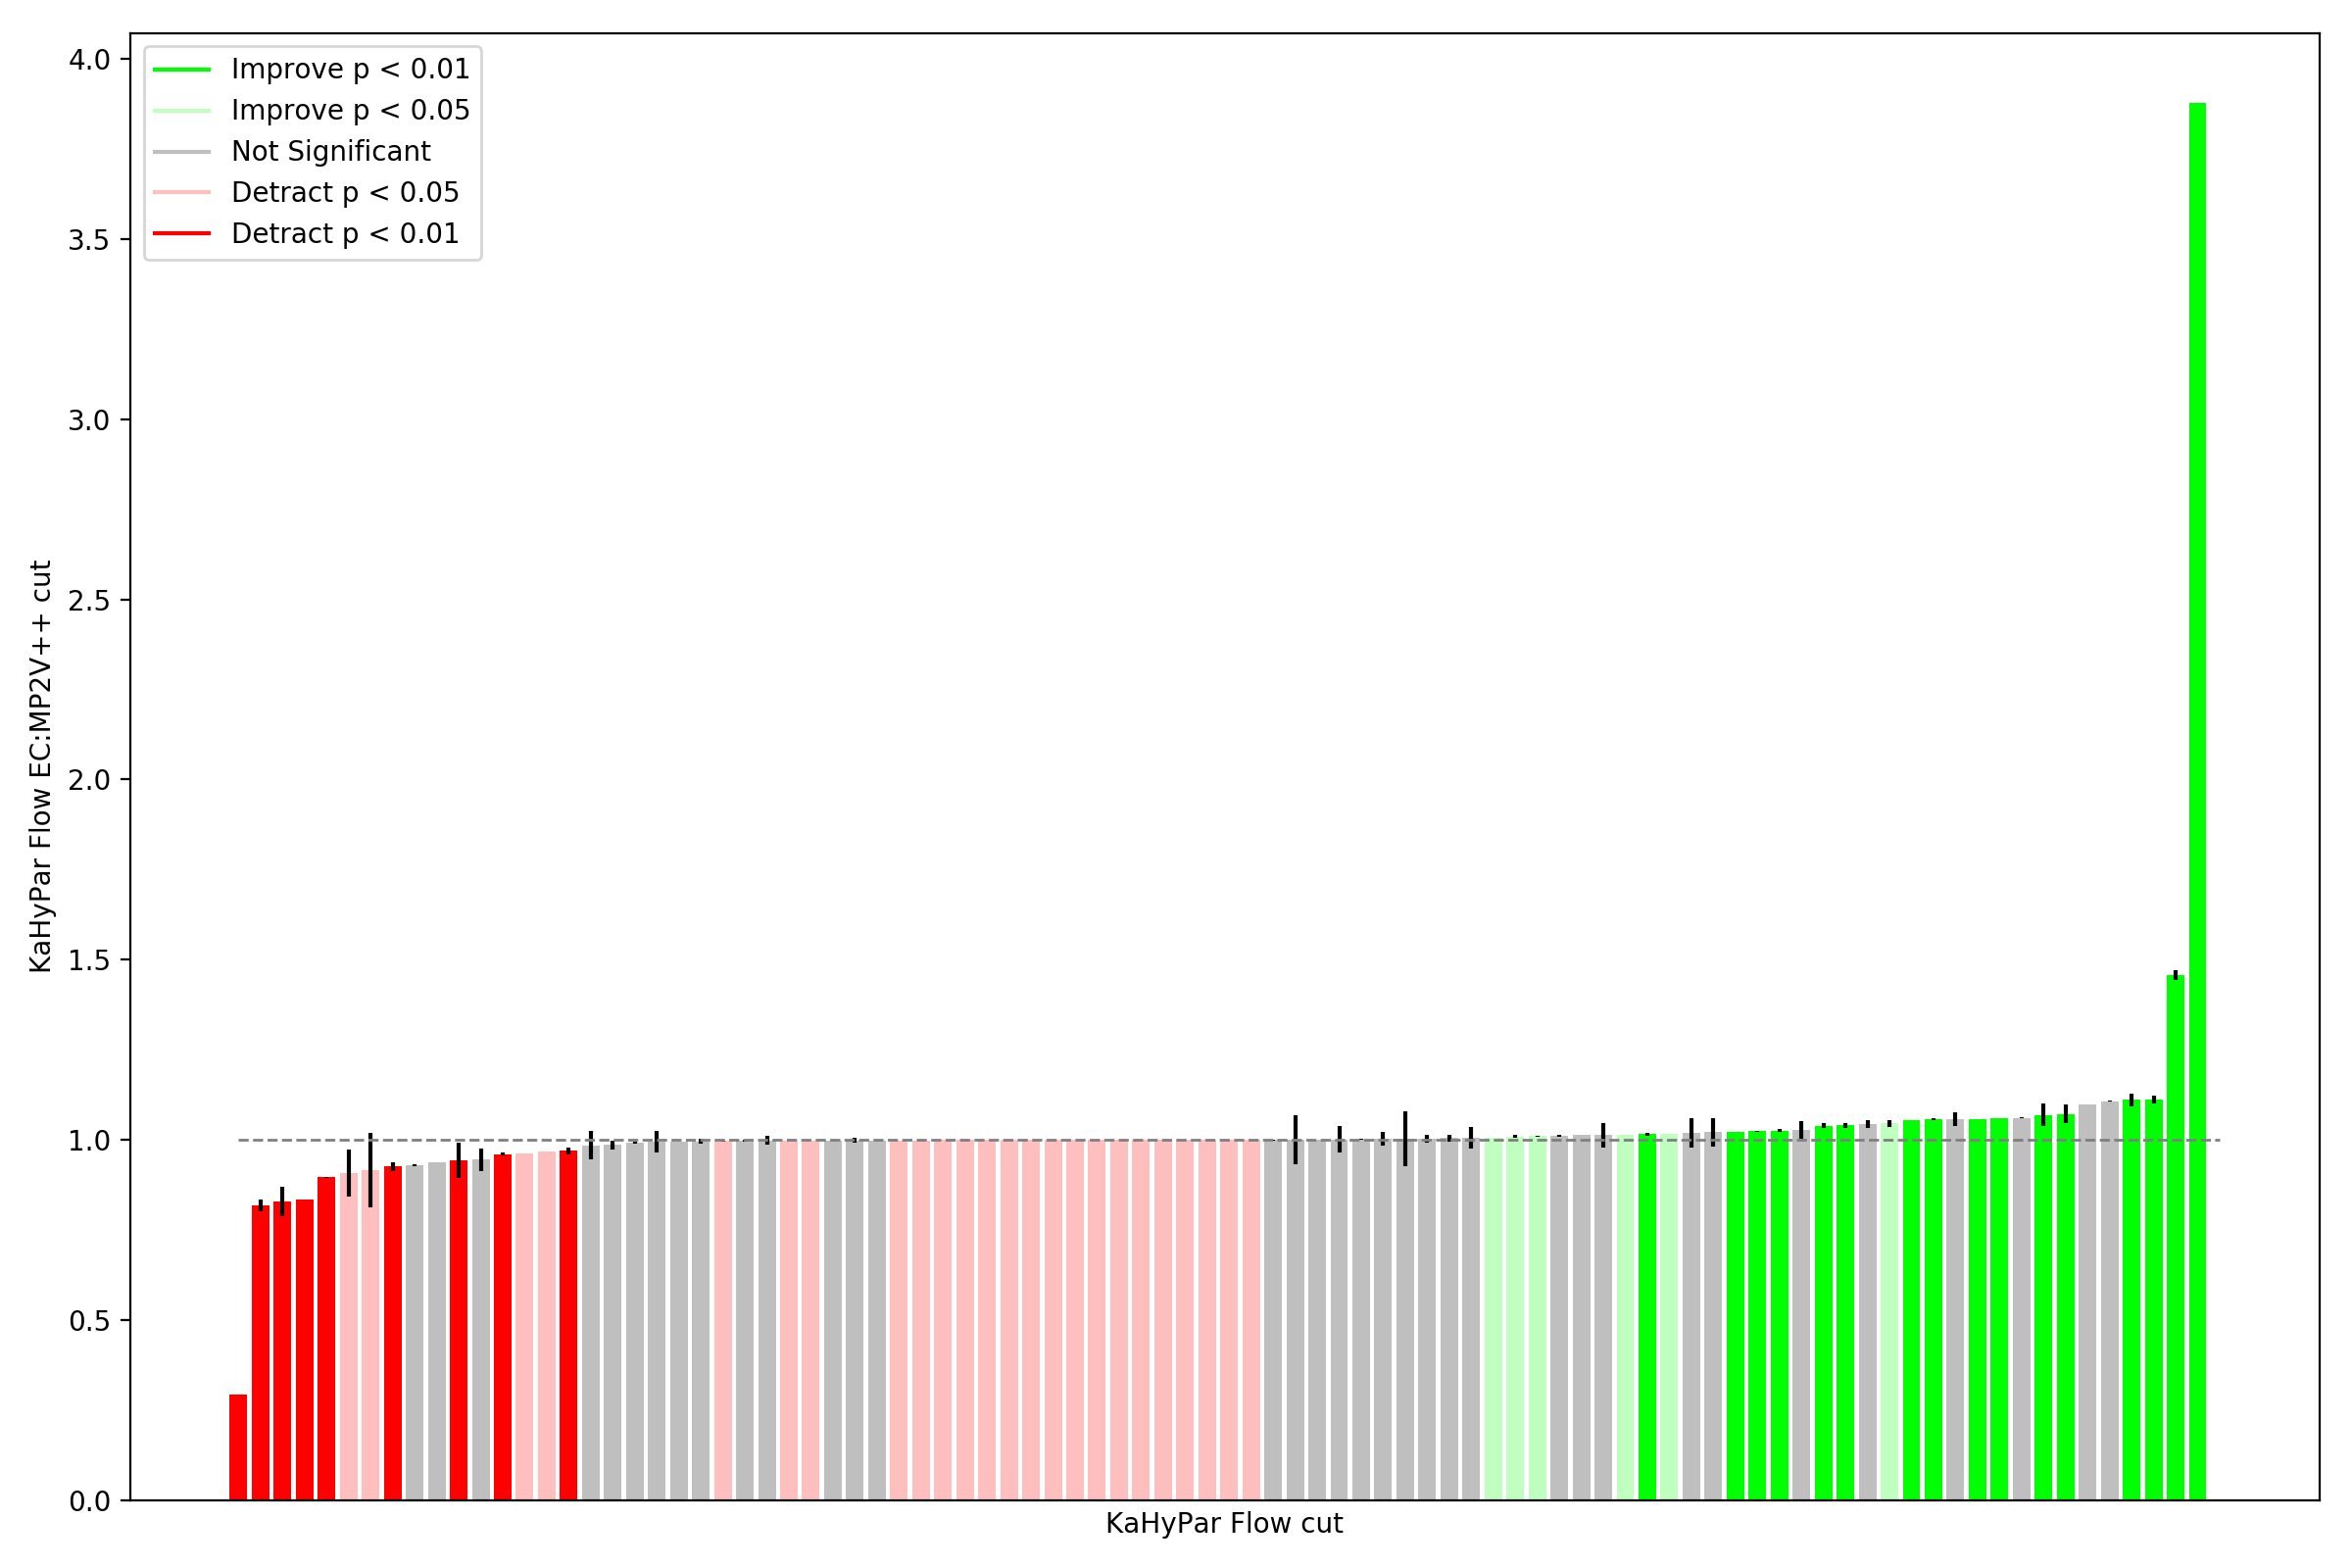 4.0
3.5
3.0
2.5
2.0
1.5
1.0
0.5
0.0
KaHyPar Flow EC:MP2V++ cut
Improve p < 0.01
Improve p < 0.05
Not Significant
Detract p < 0.05
Detract p < 0.01
KaHyPar Flow cut